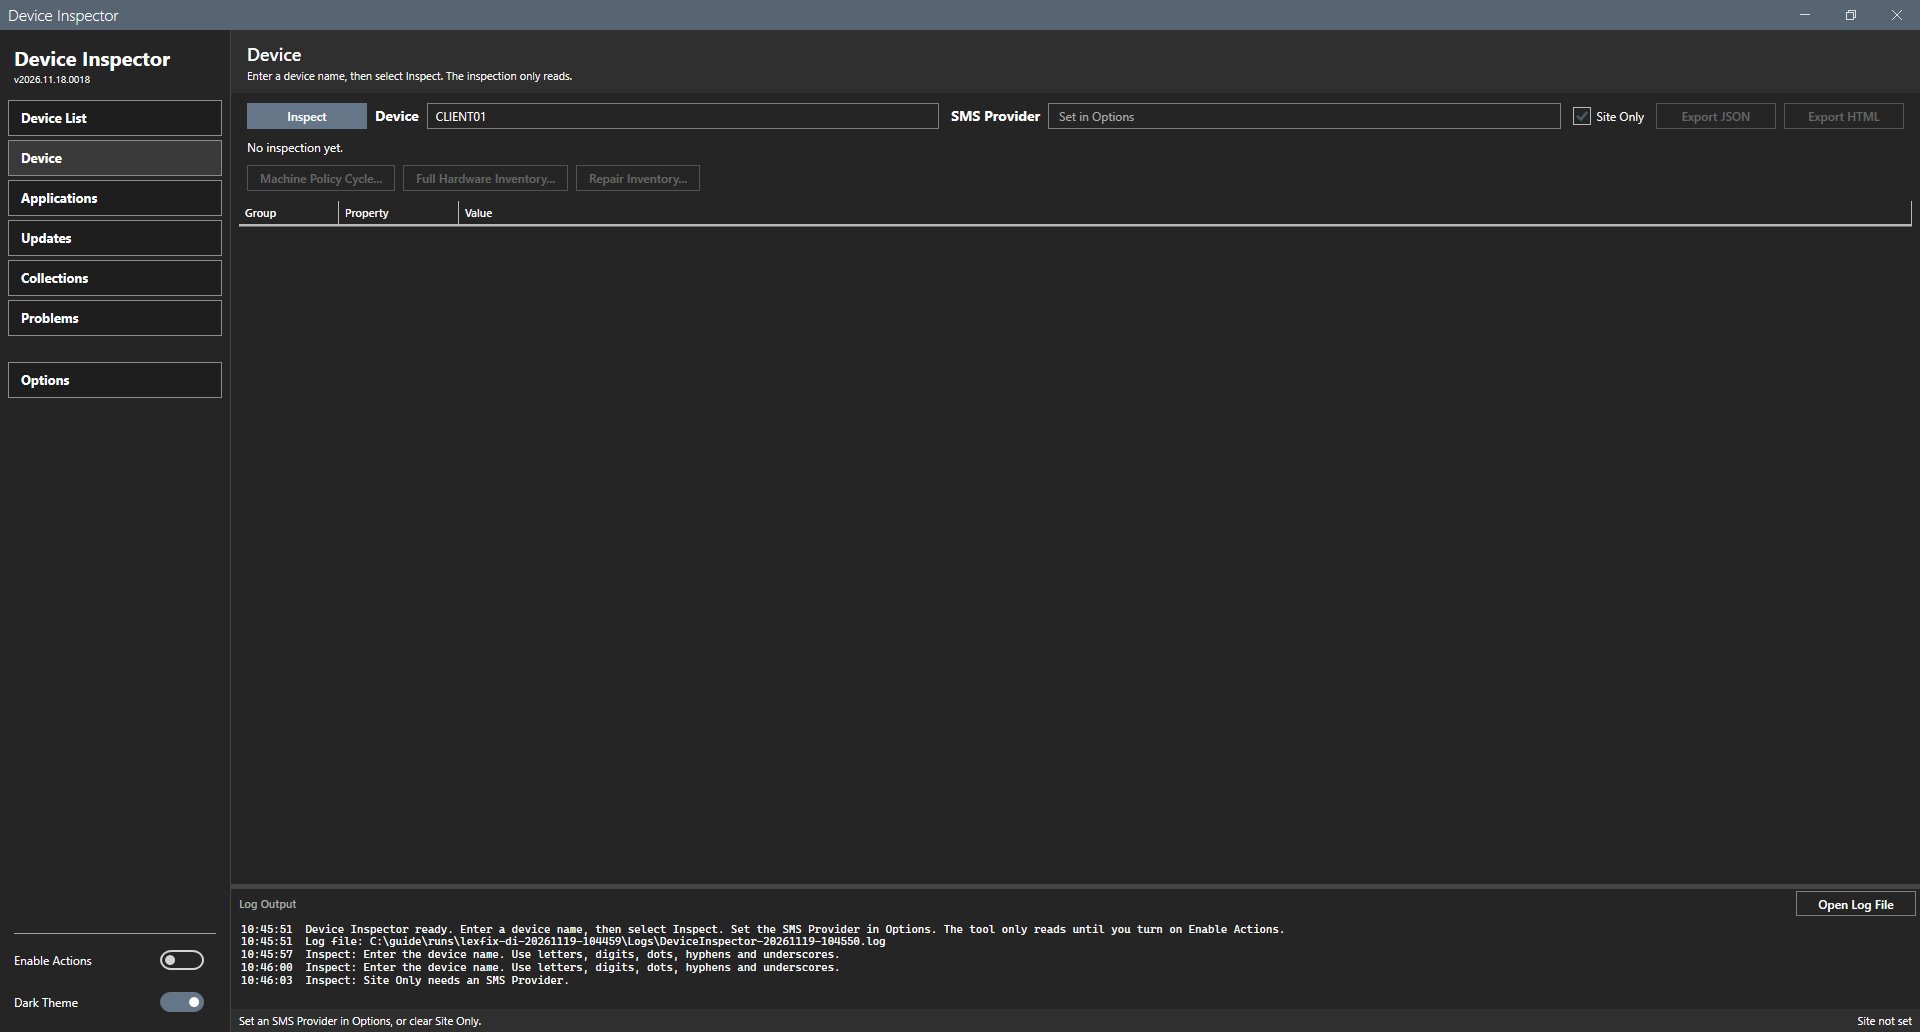 Device Inspector
Device Inspector
v2026.11.18.0018
Device List
Device
Applications
Updates
Collections
Problems
Options
Enable Actions
Dark Theme
Device
Enter a device name, then select Inspect. The inspection only reads.
Inspect Device CLIENT01 SMS Provider Set in Options Site Only Export JSON Export HTML
No inspection yet.
Machine Policy Cycle... Full Hardware Inventory... Repair Inventory...
Group Property Value
Log Output Open Log File
10:45:51 Device Inspector ready. Enter a device name, then select Inspect. Set the SMS Provider in Options. The tool only reads until you turn on Enable Actions.
10:45:51 Log file: C:\guide\runs\lexfix-di-20261119-104459\Logs\DeviceInspector-20261119-104550.log
10:45:57 Inspect: Enter the device name. Use letters, digits, dots, hyphens and underscores.
10:46:00 Inspect: Enter the device name. Use letters, digits, dots, hyphens and underscores.
10:46:03 Inspect: Site Only needs an SMS Provider.
Set an SMS Provider in Options, or clear Site Only. Site not set